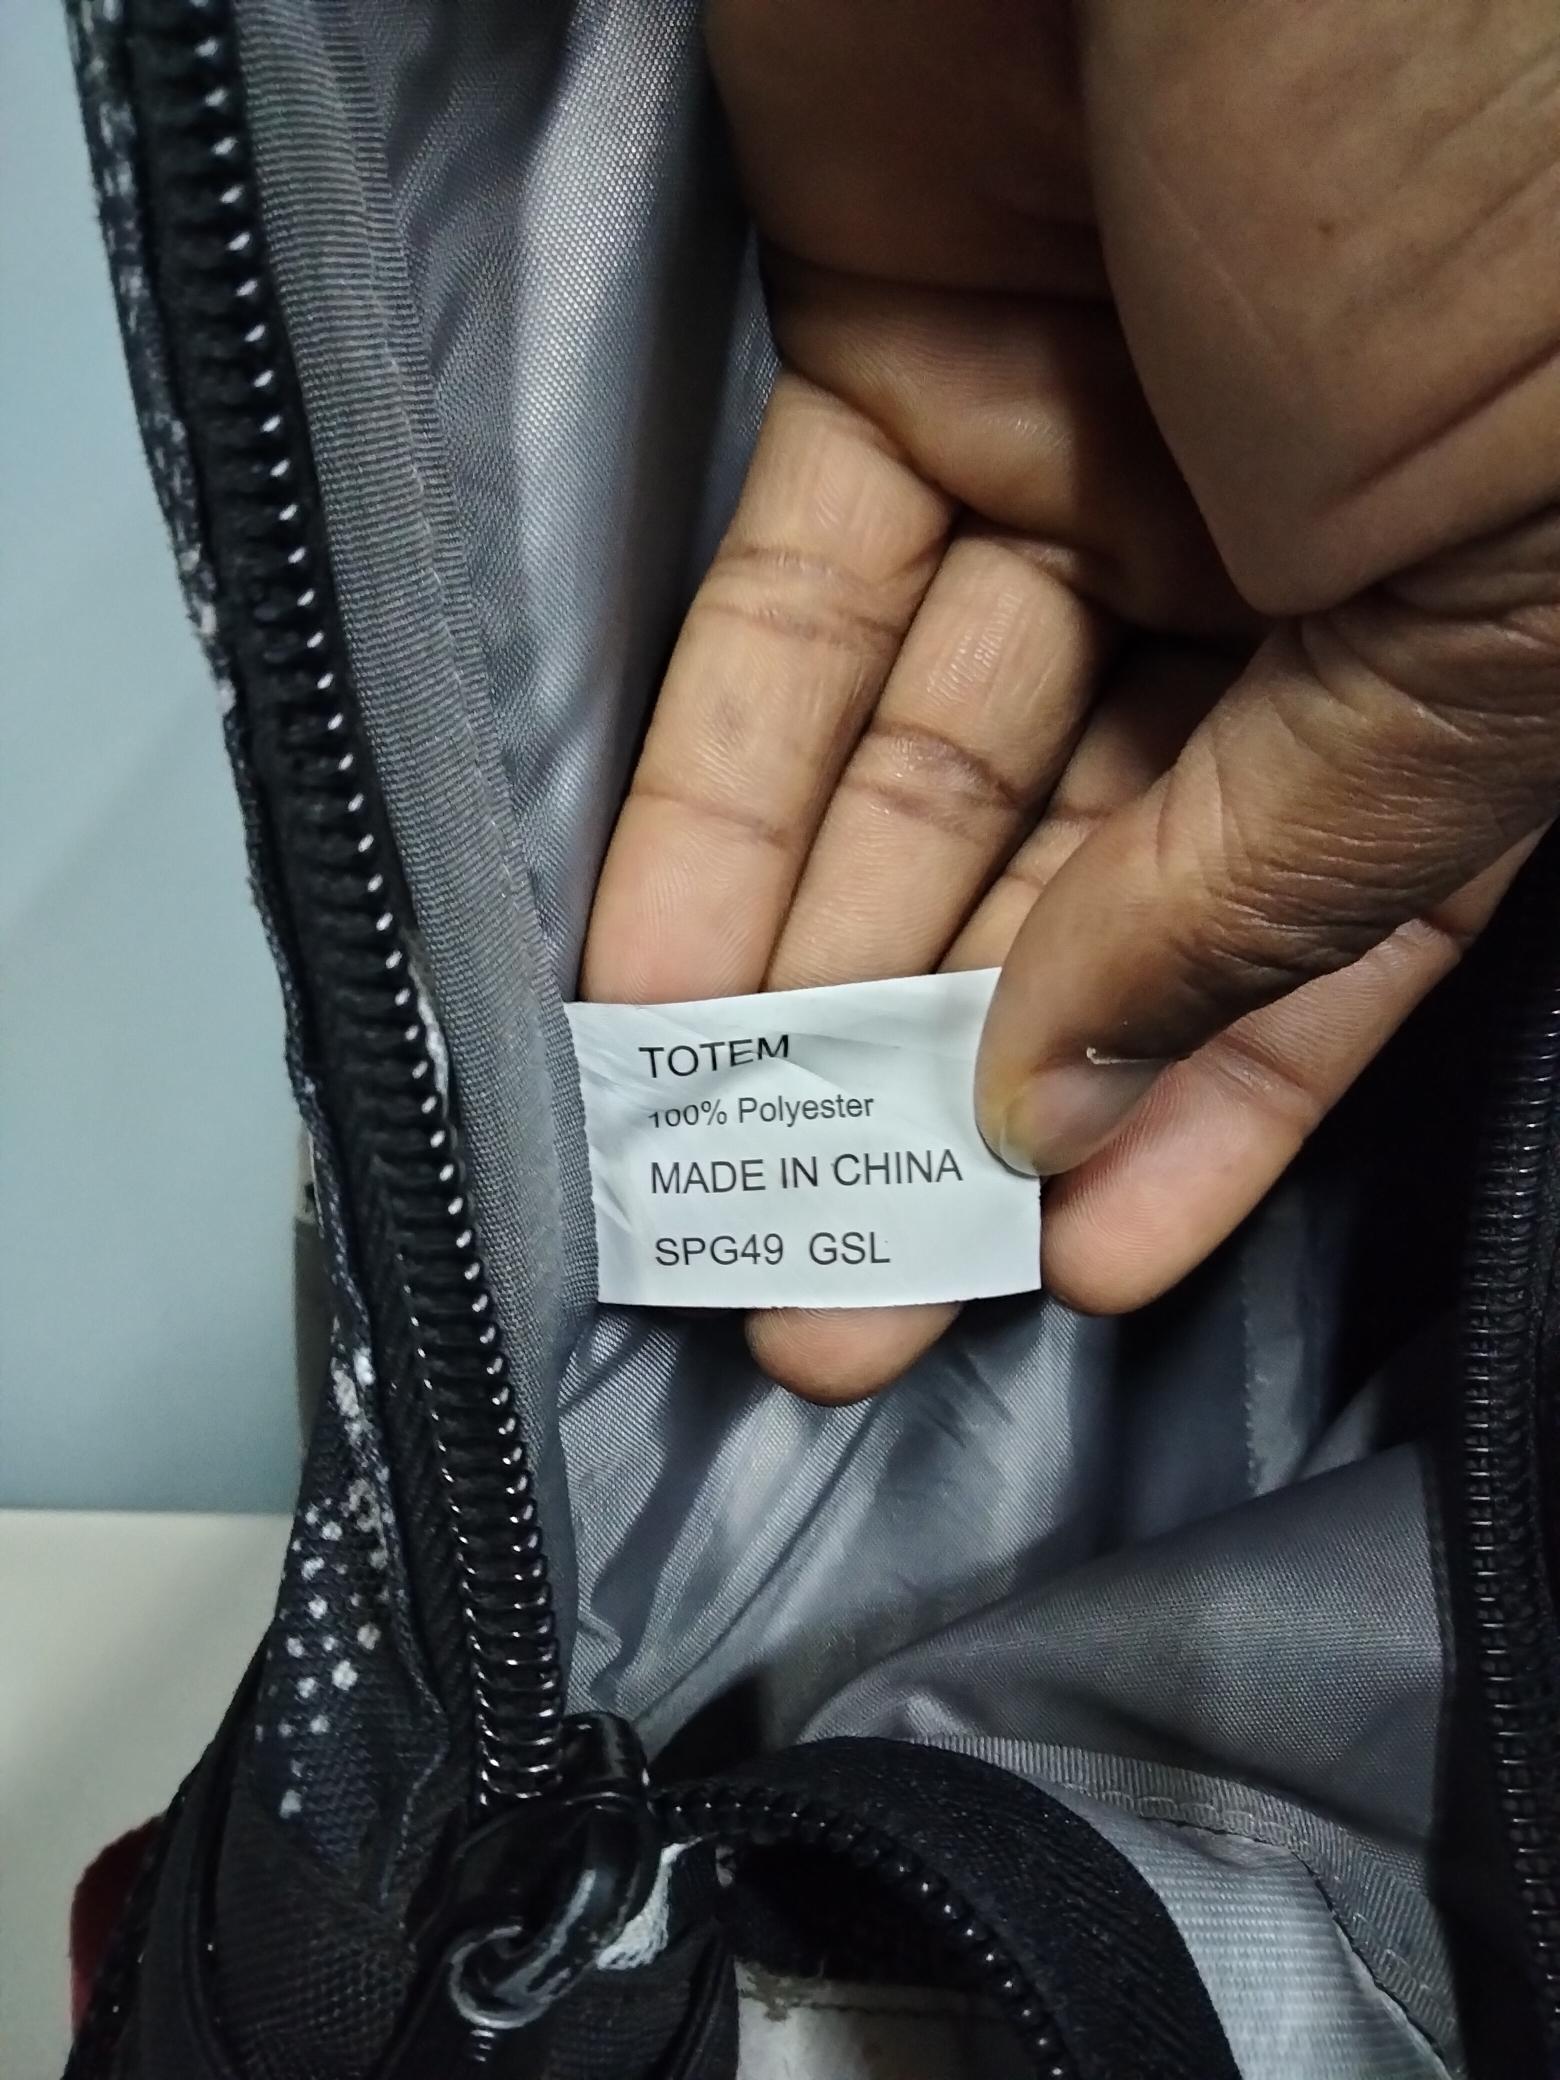 TOTEM
100% Polyester
MADE IN CHINA
SPG49 GSL